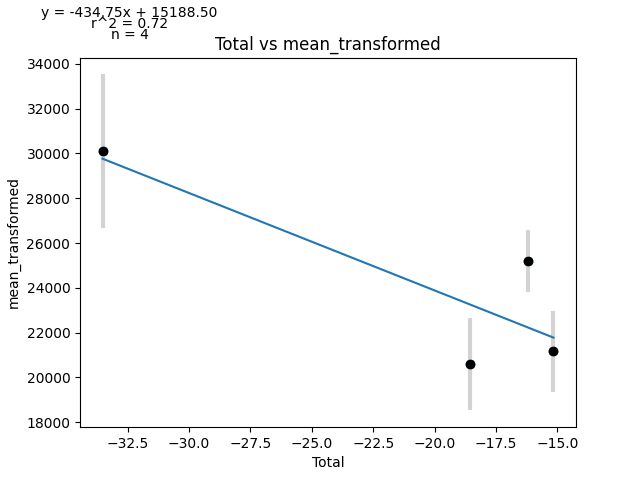 y = -434.75x + 15188.50
r^2 = 0.72
n = 4
Total vs mean_transformed
34000
32000
30000
28000
26000
24000
22000
20000
18000
mean_transformed
−32.5 −30.0 −27.5 −25.0 −22.5 −20.0 −17.5 −15.0
Total